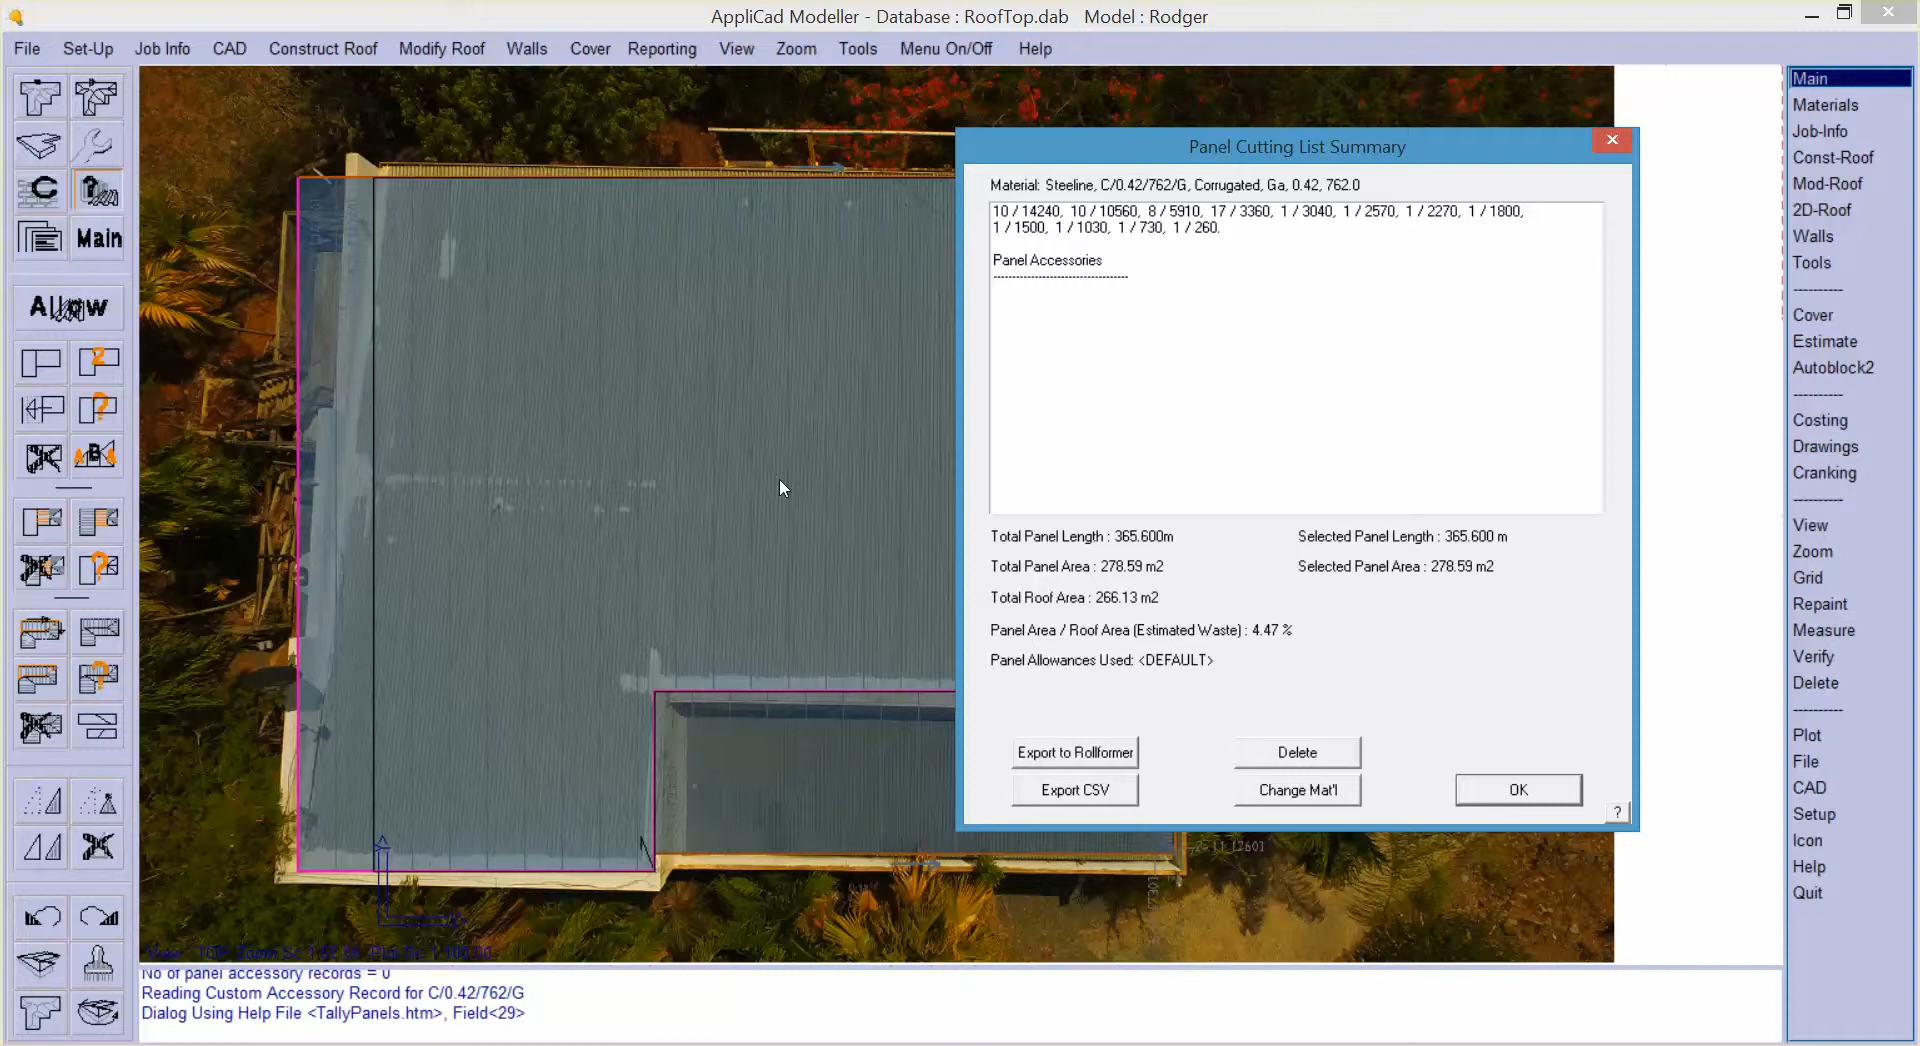 AppliCad Modeller - Database : RoofTop.dab   Model : Rodger
File Set-Up Job Info CAD Construct Roof Modify Roof Walls Cover Reporting View Zoom Tools Menu On/Off Help
Main
Allow
2
?
A B A
?
?
C
?
Panel Cutting List Summary
Material: Steeline, C/0.42/762/G, Corrugated, Ga, 0.42, 762.0
10 / 14240, 10 / 10560, 8 / 5910, 17 / 3360, 1 / 3040, 1 / 2570, 1 / 2270, 1 / 1800,
1 / 1500, 1 / 1030, 1 / 730, 1 / 260.
Panel Accessories
------------------------------------
Total Panel Length : 365.600m Selected Panel Length : 365.600 m
Total Panel Area : 278.59 m2 Selected Panel Area : 278.59 m2
Total Roof Area : 266.13 m2
Panel Area / Roof Area (Estimated Waste) : 4.47 %
Panel Allowances Used: <DEFAULT>
Export to Rollformer Delete
Export CSV Change Mat'l OK
?
[1 [260]
[730]
No of panel accessory records = 0
Reading Custom Accessory Record for C/0.42/762/G
Dialog Using Help File <TallyPanels.htm>, Field<29>
Main
Materials
Job-Info
Const-Roof
Mod-Roof
2D-Roof
Walls
Tools
----------
Cover
Estimate
Autoblock2
----------
Costing
Drawings
Cranking
----------
View
Zoom
Grid
Repaint
Measure
Verify
Delete
----------
Plot
File
CAD
Setup
Icon
Help
Quit